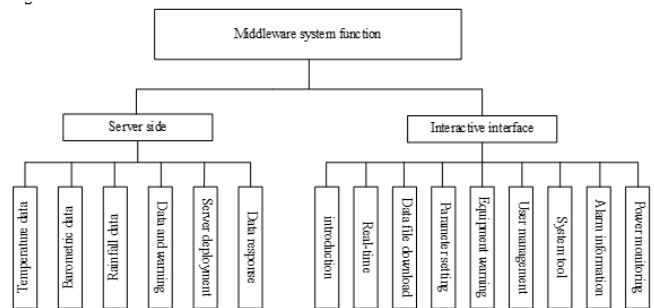 Middleware system function
Server side
Interactive interface
Temperature data
Barometric data
Rainfall data
Data and warning
Server deployment
Data response
introduction
Real-time
Data file download
Parameter setting
Equipment warning
User management
System tool
Alarm information
Power monitoring